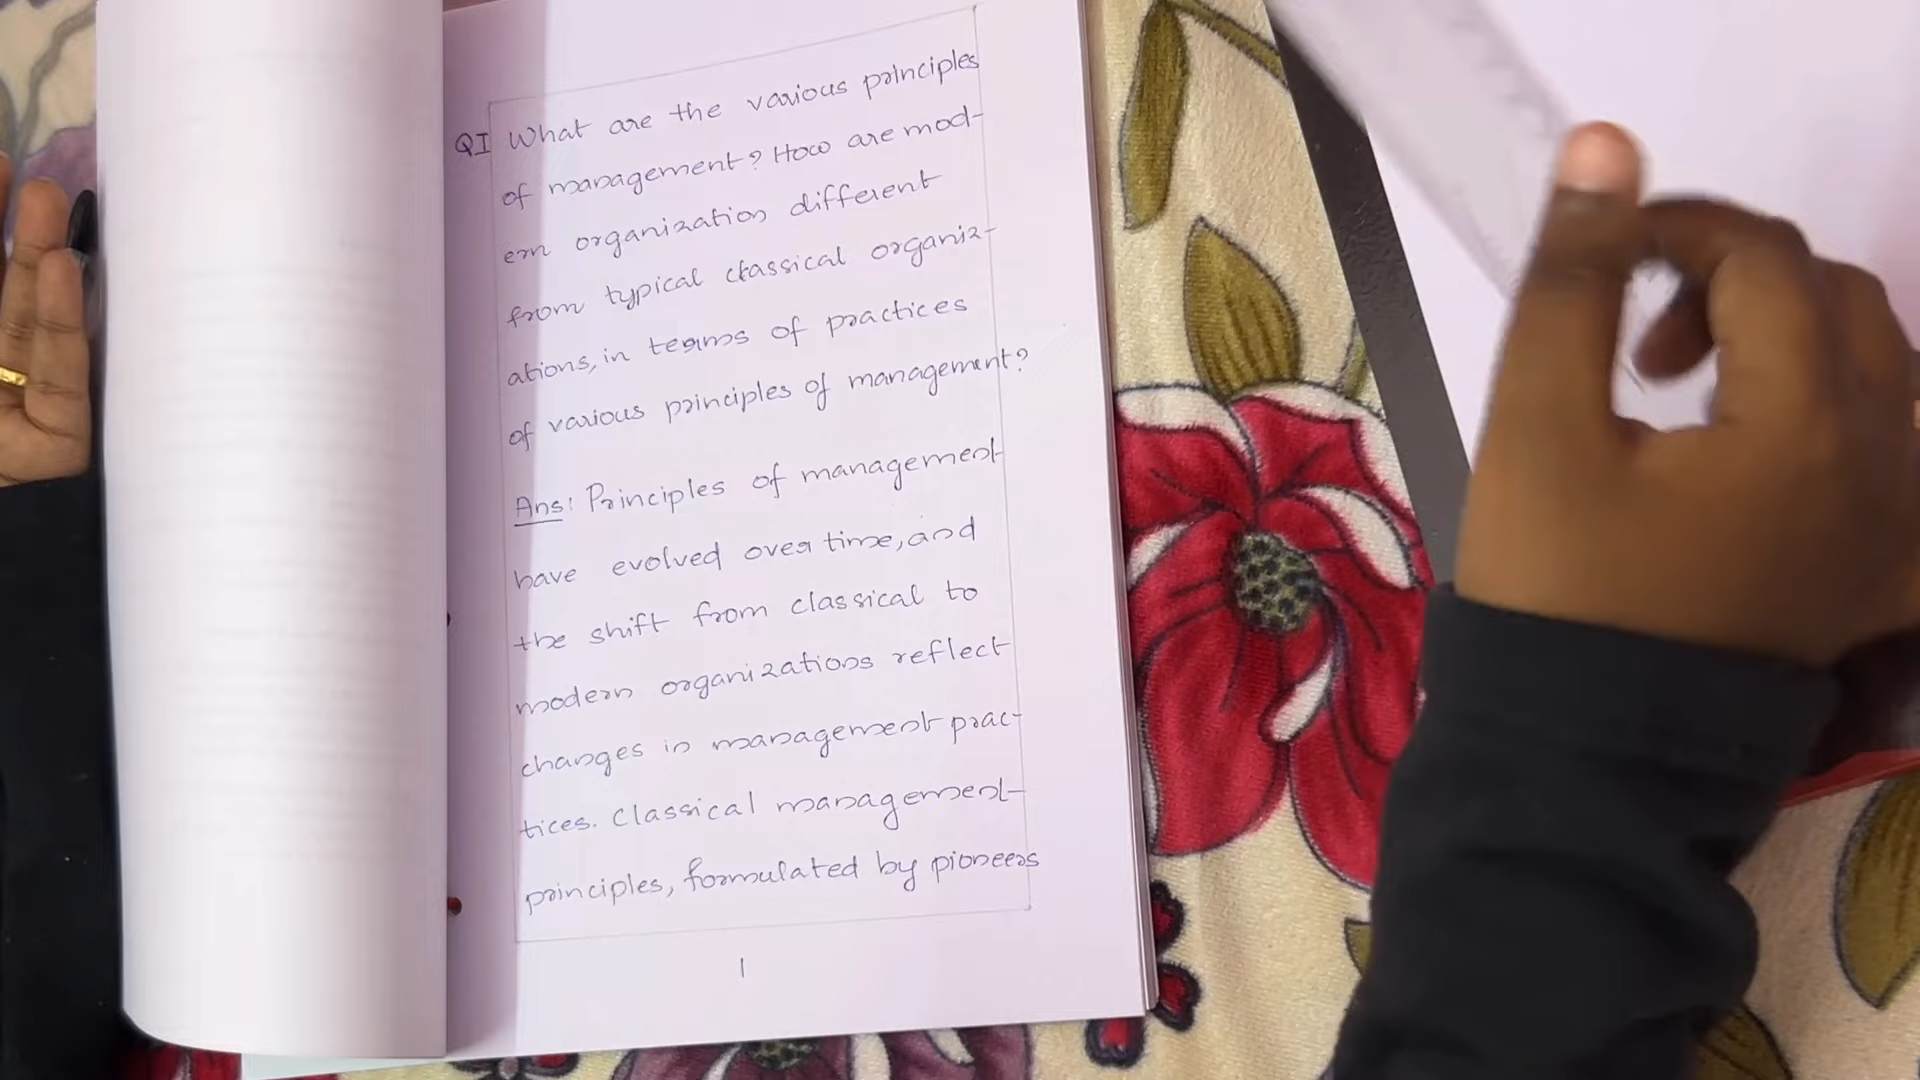 QI What are the various principles
of management? How are mod-
ern organization different
from typical classical organiz-
ations, in terms of practices
of various principles of management?
Ans: Principles of management
have evolved over time, and
the shift from classical to
modern organizations reflect
changes in management prac-
tices. Classical management
principles, formulated by pioneers
1